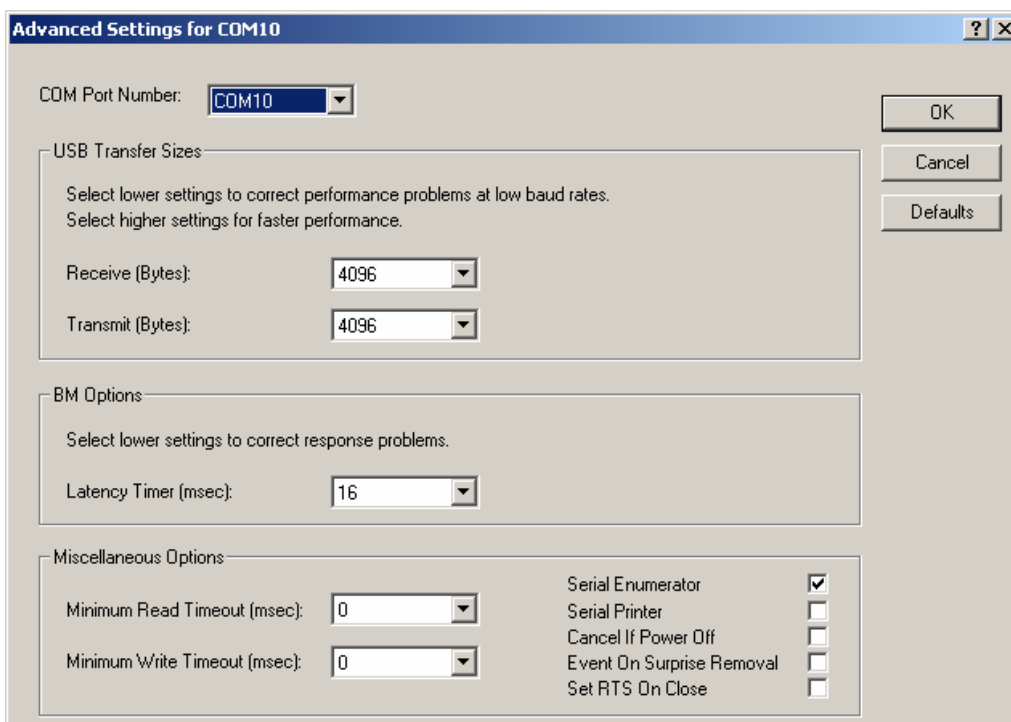 Advanced Settings for COM10
COM Port Number: COM10
OK
Cancel
Defaults
USB Transfer Sizes
Select lower settings to correct performance problems at low baud rates.
Select higher settings for faster performance.
Receive (Bytes): 4096
Transmit (Bytes): 4096
BM Options
Select lower settings to correct response problems.
Latency Timer (msec): 16
Miscellaneous Options
Minimum Read Timeout (msec): 0
Minimum Write Timeout (msec): 0
Serial Enumerator
Serial Printer
Cancel If Power Off
Event On Surprise Removal
Set RTS On Close